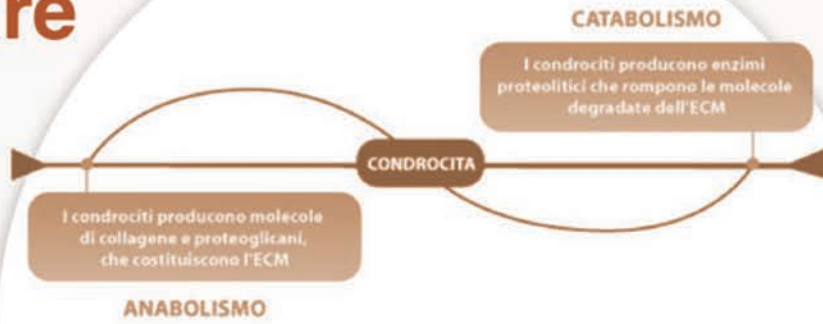 re
CATABOLISMO
I condrociti producono enzimi
proteolitici che rompono le molecole
degradate dell'ECM
CONDROCITA
I condrociti producono molecole
di collagene e proteoglicani,
che costituiscono l'ECM
ANABOLISMO